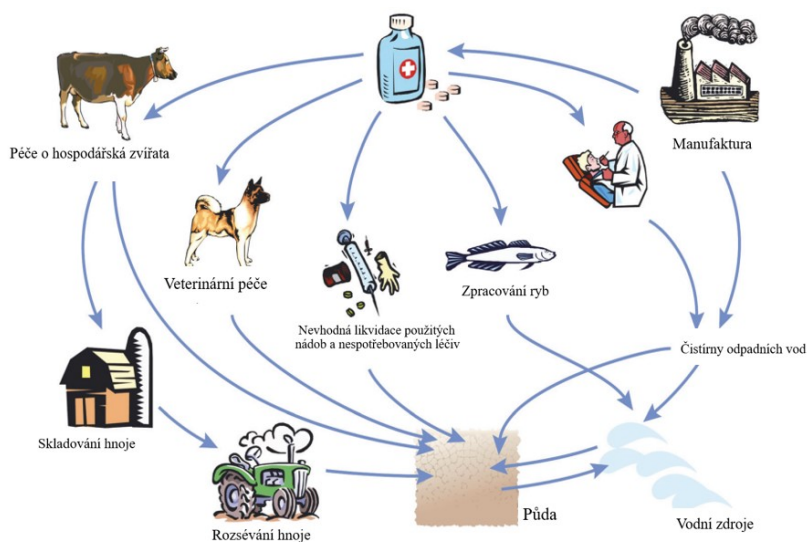 Péče o hospodářská zvířata
Manufaktura
Veterinární péče
Zpracování ryb
Nevhodná likvidace použitých
nádob a nespotřebovaných léčiv
Čistírny odpadních vod
Skladování hnoje
Rozsévání hnoje
Půda
Vodní zdroje